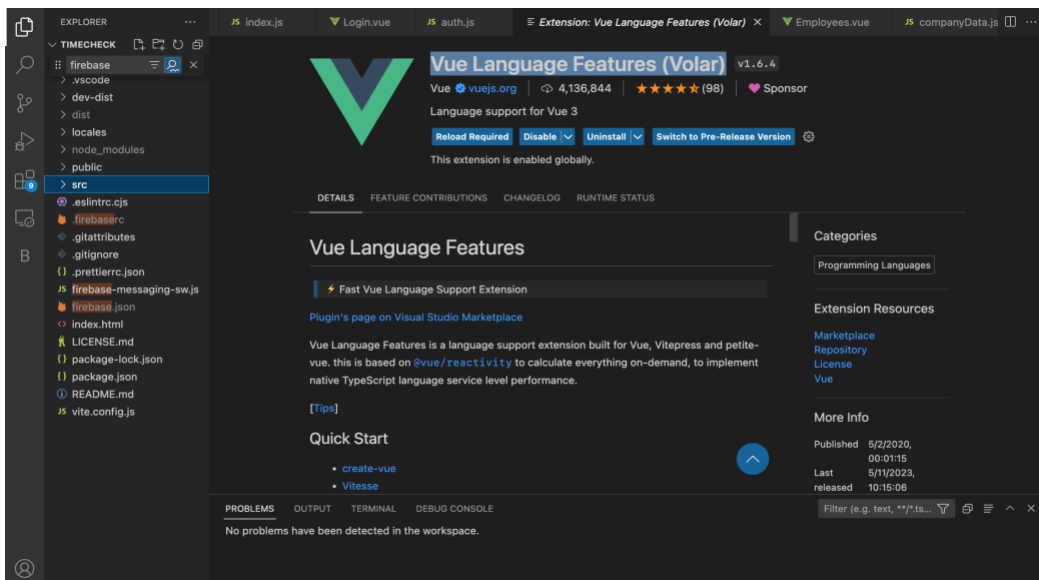 EXPLORER
JS index.js
Login.vue
JS auth.js
Extension: Vue Language Features (Volar)
Employees.vue
JS companyData.js
TIMECHECK
firebase
.vscode
dev-dist
dist
locales
node_modules
public
src
.eslintrc.cjs
.firebaserc
.gitattributes
.gitignore
{} .prettierrc.json
JS firebase-messaging-sw.js
firebase.json
<> index.html
LICENSE.md
{} package-lock.json
{} package.json
README.md
JS vite.config.js
9
B
Vue Language Features (Volar) v1.6.4
Vue vuejs.org 4,136,844 (98) Sponsor
Language support for Vue 3
Reload Required Disable Uninstall Switch to Pre-Release Version
This extension is enabled globally.
DETAILS FEATURE CONTRIBUTIONS CHANGELOG RUNTIME STATUS
Vue Language Features
⚡ Fast Vue Language Support Extension
Plugin's page on Visual Studio Marketplace
Vue Language Features is a language support extension built for Vue, Vitepress and petite-
vue. this is based on @vue/reactivity to calculate everything on-demand, to implement
native TypeScript language service level performance.
[Tips]
Quick Start
• create-vue
• Vitesse
Categories
Programming Languages
Extension Resources
Marketplace
Repository
License
Vue
More Info
Published 5/2/2020,
00:01:15
Last 5/11/2023,
released 10:15:06
PROBLEMS OUTPUT TERMINAL DEBUG CONSOLE
Filter (e.g. text, **/*.ts...
No problems have been detected in the workspace.